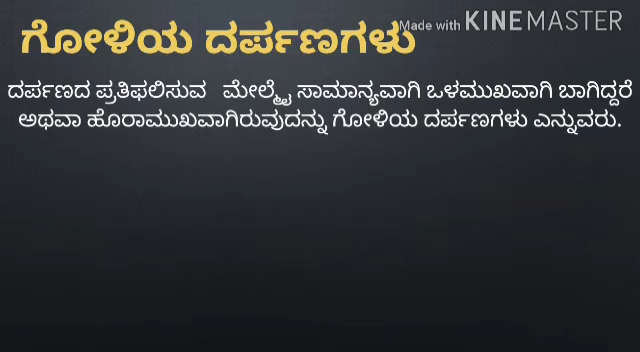 ಗೋಳಿಯ ದರ್ಪಣಗಳು
Made with KINEMASTER
ದರ್ಪಣದ ಪ್ರತಿಫಲಿಸುವ ಮೇಲ್ಮೈ ಸಾಮಾನ್ಯವಾಗಿ ಒಳಮುಖವಾಗಿ ಬಾಗಿದ್ದರೆ
ಅಥವಾ ಹೊರಾಮುಖವಾಗಿರುವುದನ್ನು ಗೋಳಿಯ ದರ್ಪಣಗಳು ಎನ್ನುವರು.